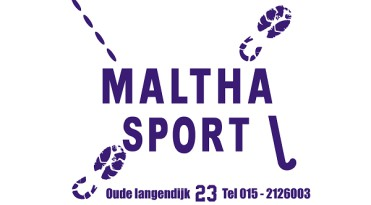 MALTHA
SPORT
Oude langendijk 23 Tel 015 - 2126003